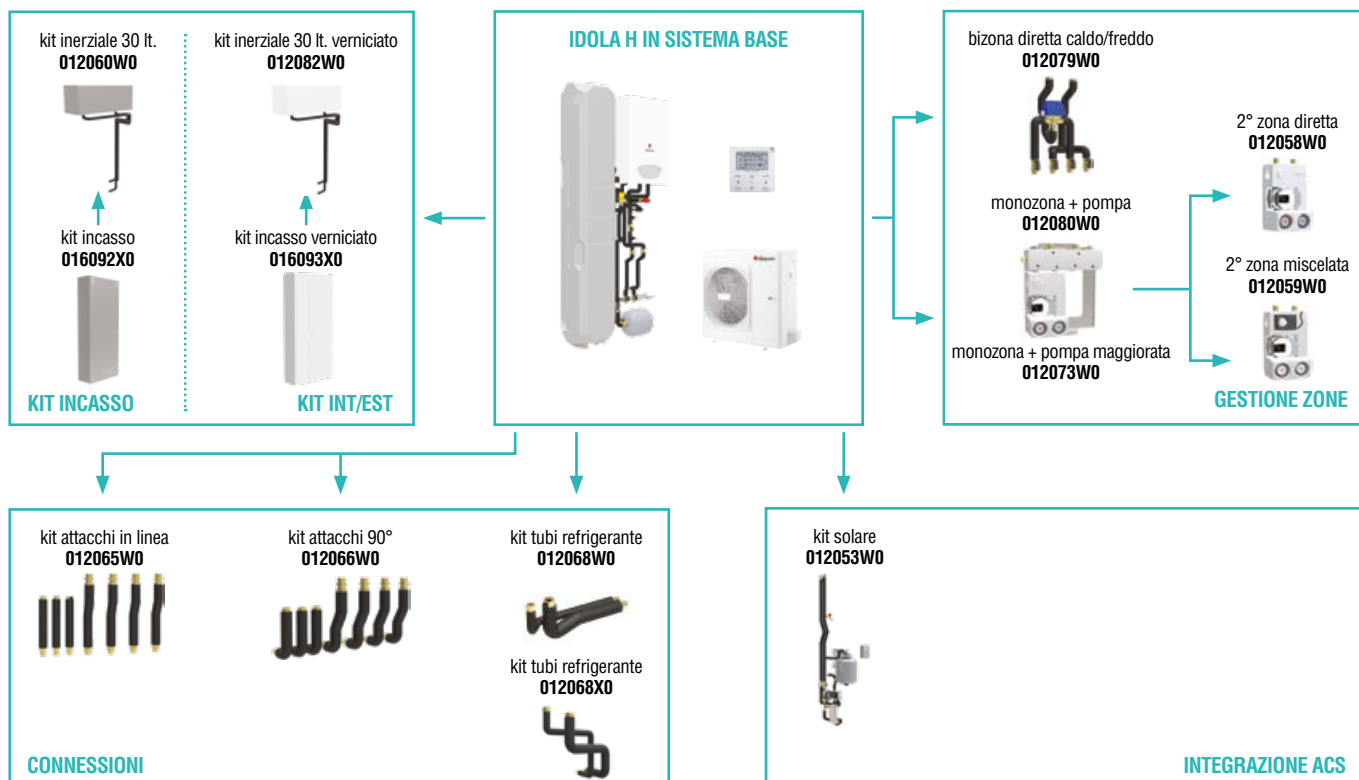 kit inerziale 30 lt.
012060W0
kit incasso
016092X0
KIT INCASSO
kit inerziale 30 lt. verniciato
012082W0
kit incasso verniciato
016093X0
KIT INT/EST
IDOLA H IN SISTEMA BASE
bizona diretta caldo/freddo
012079W0
monozona + pompa
012080W0
monozona + pompa maggiorata
012073W0
2° zona diretta
012058W0
2° zona miscelata
012059W0
GESTIONE ZONE
kit attacchi in linea
012065W0
kit attacchi 90°
012066W0
kit tubi refrigerante
012068W0
kit tubi refrigerante
012068X0
CONNESSIONI
kit solare
012053W0
INTEGRAZIONE ACS